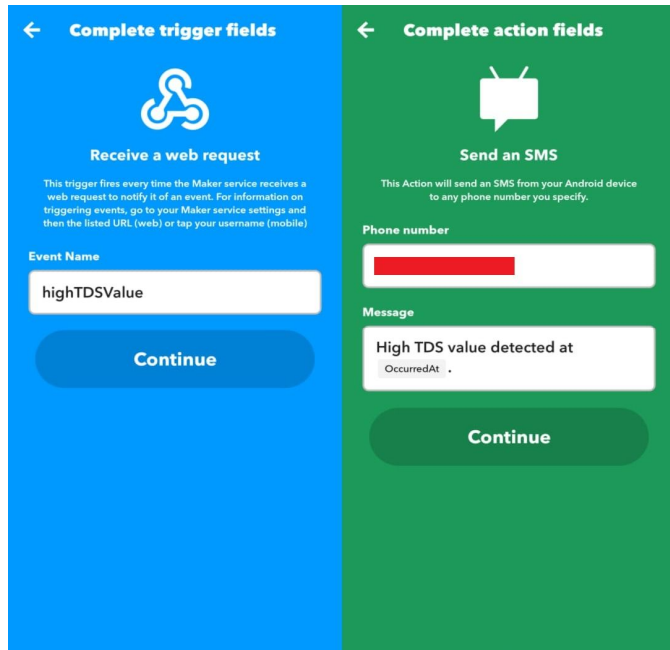 Complete trigger fields
Receive a web request
This trigger fires every time the Maker service receives a
web request to notify it of an event. For information on
triggering events, go to your Maker service settings and
then the listed URL (web) or tap your username (mobile)
Event Name
highTDSValue
Continue
Complete action fields
Send an SMS
This Action will send an SMS from your Android device
to any phone number you specify.
Phone number
Message
High TDS value detected at
OccurredAt .
Continue